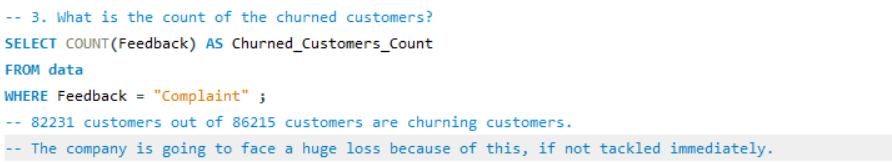 -- 3. What is the count of the churned customers?
SELECT COUNT(Feedback) AS Churned_Customers_Count
FROM data
WHERE Feedback = "Complaint" ;
-- 82231 customers out of 86215 customers are churning customers.
-- The company is going to face a huge loss because of this, if not tackled immediately.